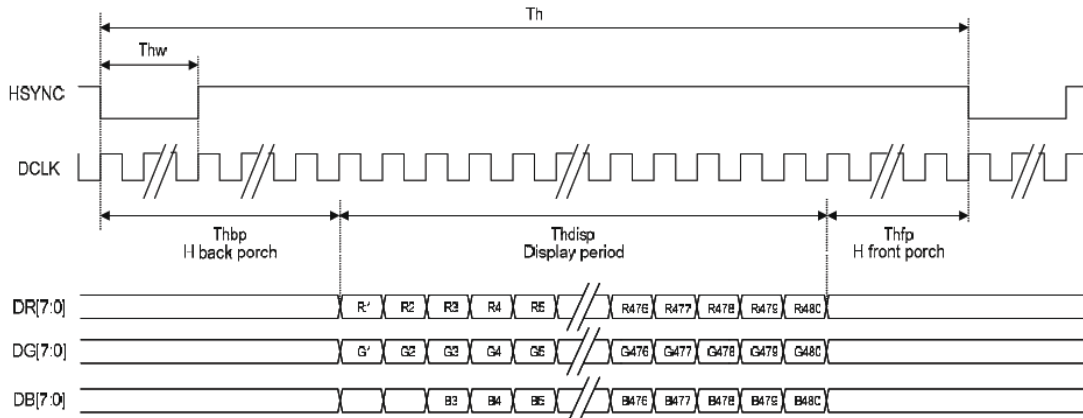 Th
Thw
HSYNC
DCLK
Thbp
H back porch
Thdisp
Display period
Thfp
H front porch
DR[7:0] R1 R2 R3 R4 R5 R476 R477 R478 R479 R480
DG[7:0] G1 G2 G3 G4 G5 G476 G477 G478 G479 G480
DB[7:0] B3 B4 B5 B476 B477 B478 B479 B480